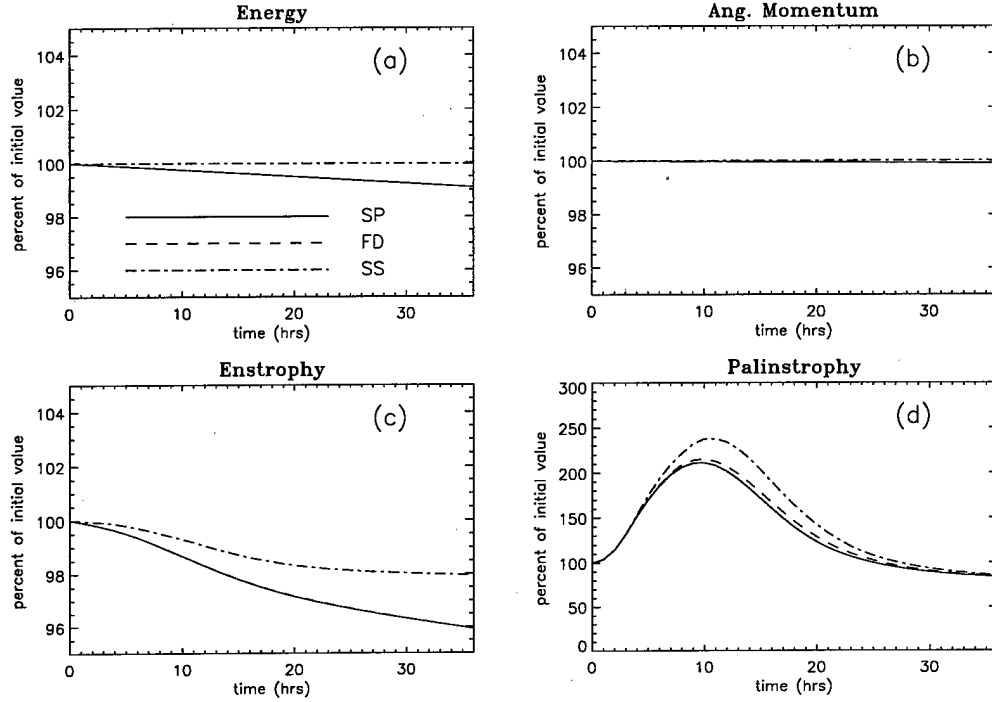 Energy
(a)
percent of initial value
104
102
100
98
96
SP
FD
SS
0
10
20
30
time (hrs)
Ang. Momentum
(b)
percent of initial value
104
102
100
98
96
0
10
20
30
time (hrs)
Enstrophy
(c)
percent of initial value
104
102
100
98
96
0
10
20
30
time (hrs)
Palinstrophy
(d)
percent of initial value
300
250
200
150
100
50
0
0
10
20
30
time (hrs)